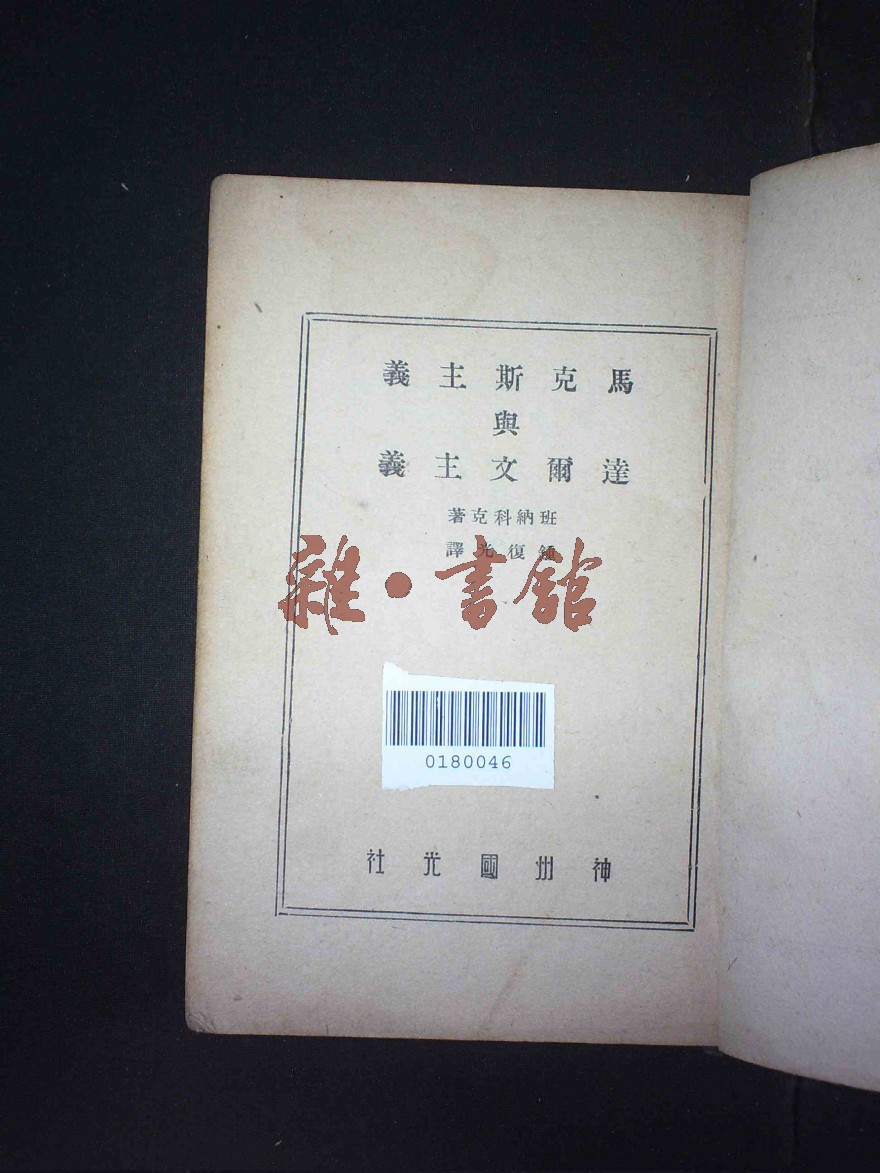 馬克斯主義
與
達爾文主義
班納科克著
復光譯
雜·書館
0180046
神州國光社